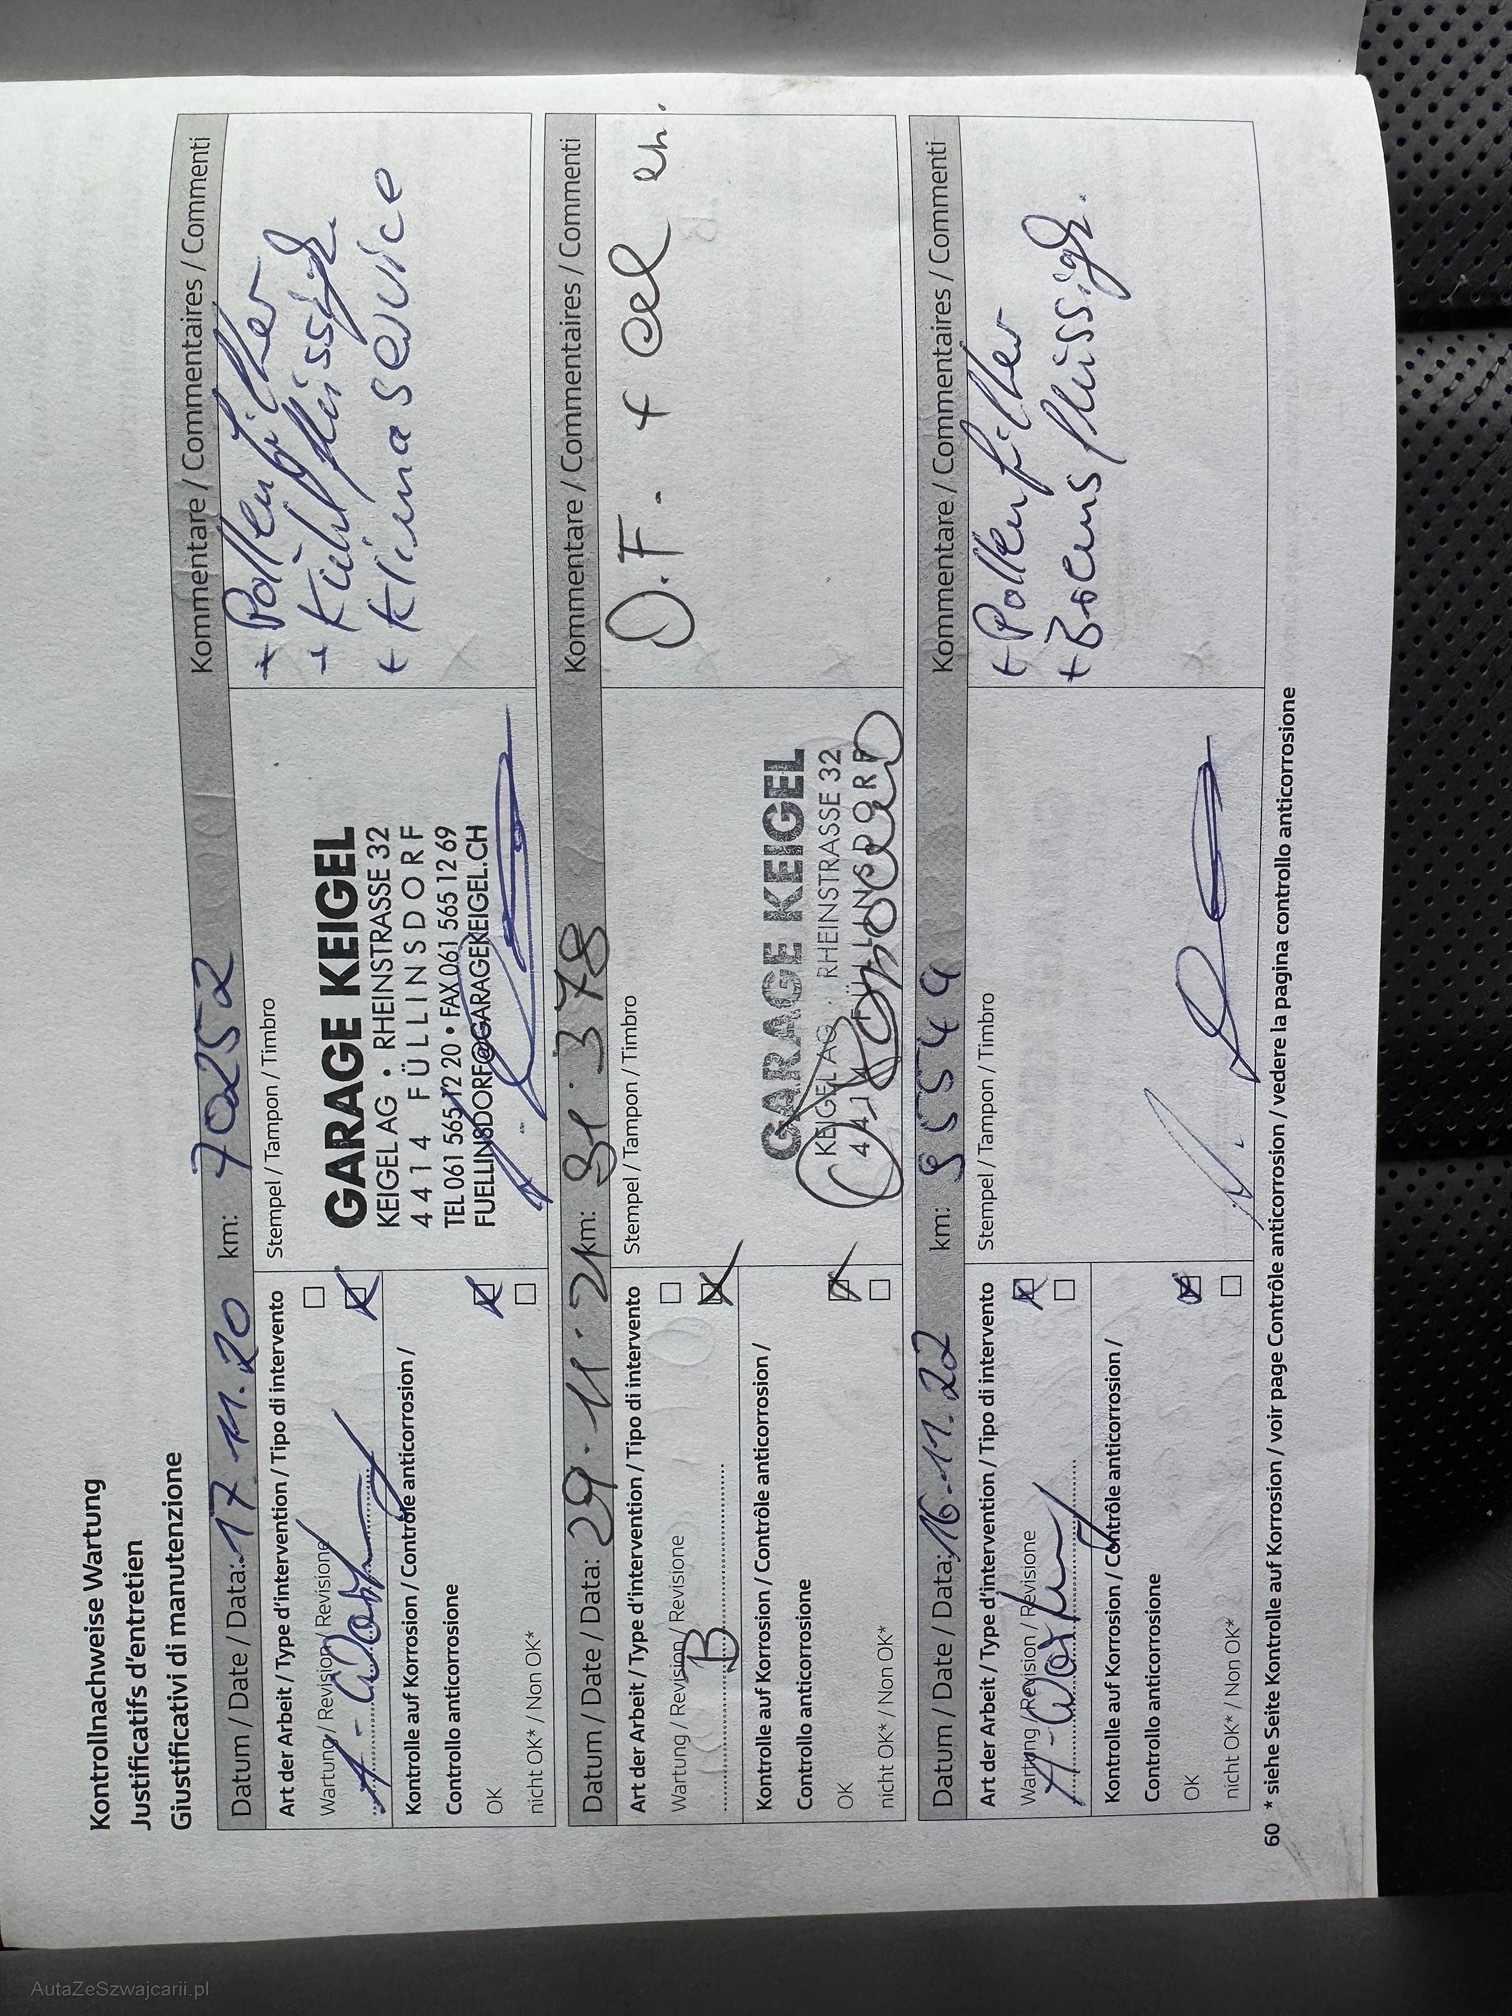 Kontrollnachweise Wartung
Justificatifs d'entretien
Giustificativi di manutenzione
Datum / Date / Data: 17.11.20 km: 70252 Kommentare / Commentaires / Commenti
Art der Arbeit / Type d'intervention / Tipo di intervento
Wartung / Revision / Revisione
Kontrolle auf Korrosion / Contrôle anticorrosion /
Controllo anticorrosione
OK
nicht OK* / Non OK*
Stempel / Tampon / Timbro
GARAGE KEIGEL
KEIGEL AG • RHEINSTRASSE 32
4414 FÜLLINSDORF
TEL 061 565 12 20 • FAX 061 565 12 69
FUELLINSDORF@GARAGEKEIGEL.CH
+ Pollenfilter
+ Kühlflüssigk.
+ Klimaservice
Datum / Date / Data: 29.11.21 km: 81.378 Kommentare / Commentaires / Commenti
Art der Arbeit / Type d'intervention / Tipo di intervento
Wartung / Revision / Revisione
B
Kontrolle auf Korrosion / Contrôle anticorrosion /
Controllo anticorrosione
OK
nicht OK* / Non OK*
Stempel / Tampon / Timbro
GARAGE KEIGEL
KEIGEL AG • RHEINSTRASSE 32
4414 FÜLLINSDORF
Datum / Date / Data: 16.11.22 km: Kommentare / Commentaires / Commenti
Art der Arbeit / Type d'intervention / Tipo di intervento
Wartung / Revision / Revisione
Kontrolle auf Korrosion / Contrôle anticorrosion /
Controllo anticorrosione
OK
nicht OK* / Non OK*
Stempel / Tampon / Timbro
+ Pollenfilter
+ Bremsflüssigk.
60 * siehe Seite Kontrolle auf Korrosion / voir page Contrôle anticorrosion / vedere la pagina controllo anticorrosione
AutaZeSzwajcarii.pl